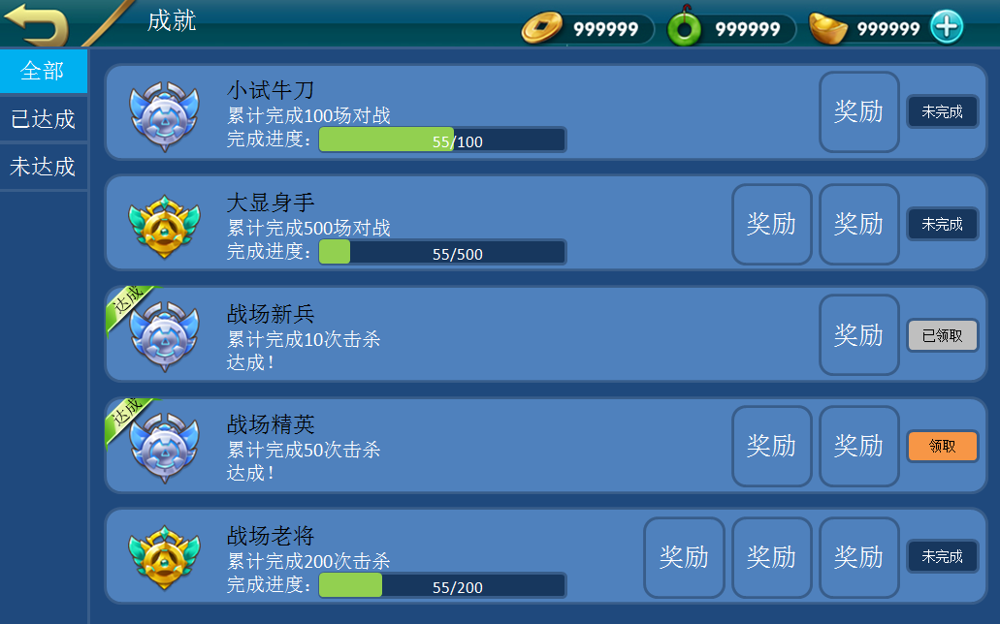 成就
999999
999999
999999
全部
已达成
未达成
小试牛刀
累计完成100场对战
完成进度：
55/100
奖励
未完成
大显身手
累计完成500场对战
完成进度：
55/500
奖励
奖励
未完成
达成
战场新兵
累计完成10次击杀
达成！
奖励
已领取
达成
战场精英
累计完成50次击杀
达成！
奖励
奖励
领取
战场老将
累计完成200次击杀
完成进度：
55/200
奖励
奖励
奖励
未完成